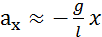 aₓ ≈ − g/l x